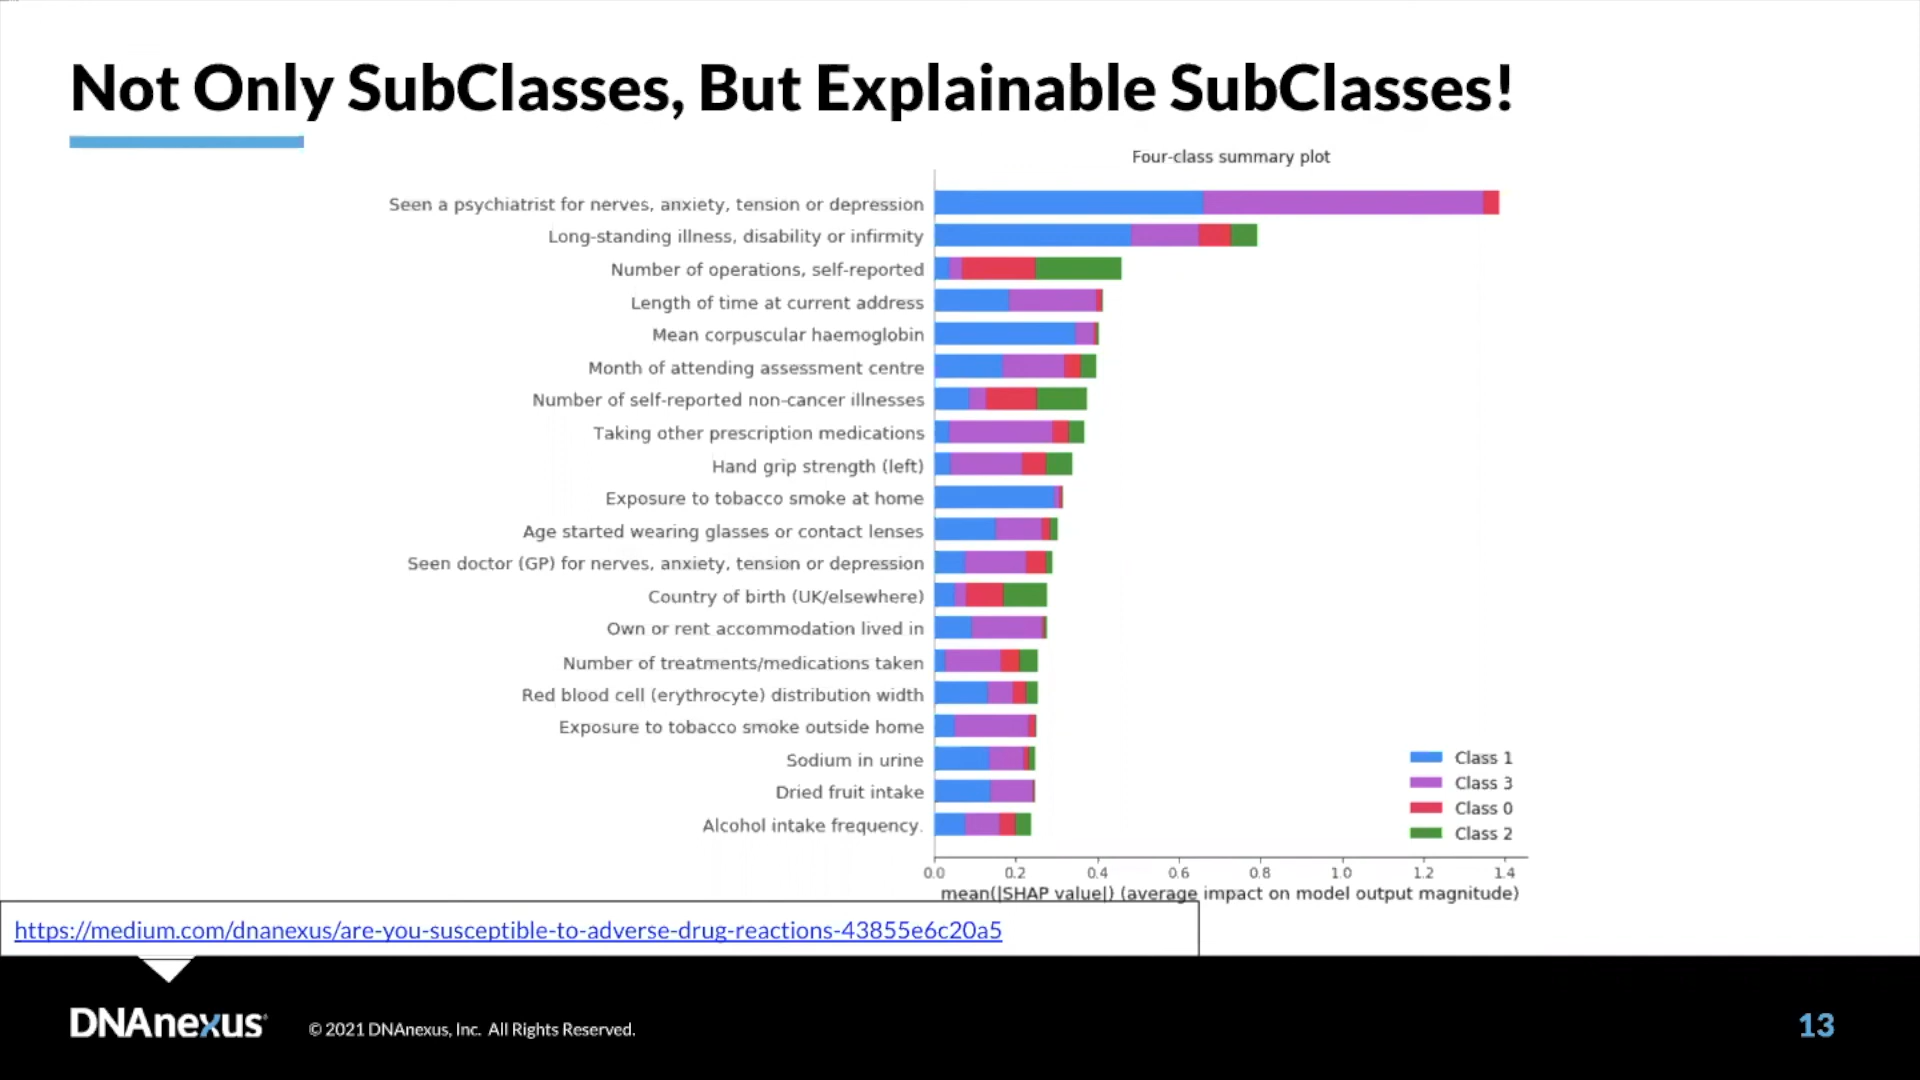 Not Only SubClasses, But Explainable SubClasses!
Four-class summary plot
Seen a psychiatrist for nerves, anxiety, tension or depression
Long-standing illness, disability or infirmity
Number of operations, self-reported
Length of time at current address
Mean corpuscular haemoglobin
Month of attending assessment centre
Number of self-reported non-cancer illnesses
Taking other prescription medications
Hand grip strength (left)
Exposure to tobacco smoke at home
Age started wearing glasses or contact lenses
Seen doctor (GP) for nerves, anxiety, tension or depression
Country of birth (UK/elsewhere)
Own or rent accommodation lived in
Number of treatments/medications taken
Red blood cell (erythrocyte) distribution width
Exposure to tobacco smoke outside home
Sodium in urine
Dried fruit intake
Alcohol intake frequency.
Class 1
Class 3
Class 0
Class 2
0.0 0.2 0.4 0.6 0.8 1.0 1.2 1.4
mean(|SHAP value|) (average impact on model output magnitude)
https://medium.com/dnanexus/are-you-susceptible-to-adverse-drug-reactions-43855e6c20a5
DNAnexus © 2021 DNAnexus, Inc. All Rights Reserved. 13